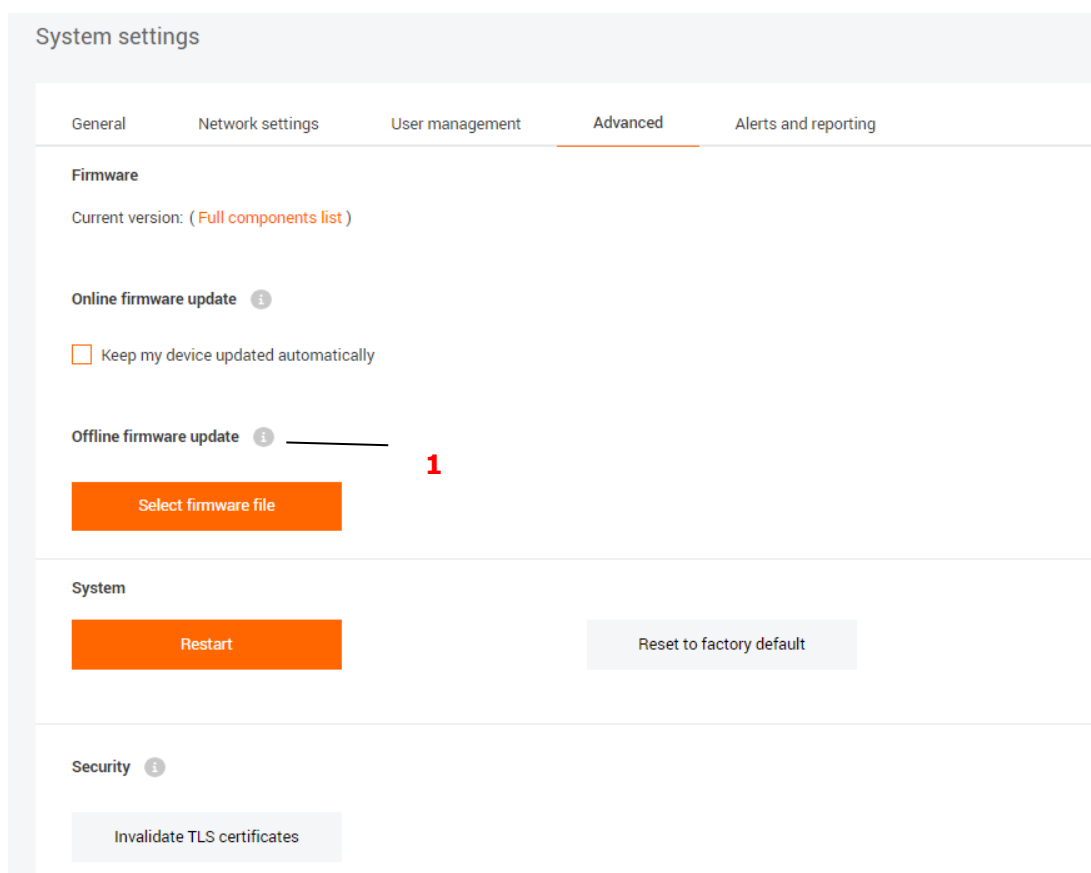 System settings
General Network settings User management Advanced Alerts and reporting
Firmware
Current version: ( Full components list )
Online firmware update i
Keep my device updated automatically
Offline firmware update i
1
Select firmware file
System
Restart Reset to factory default
Security i
Invalidate TLS certificates